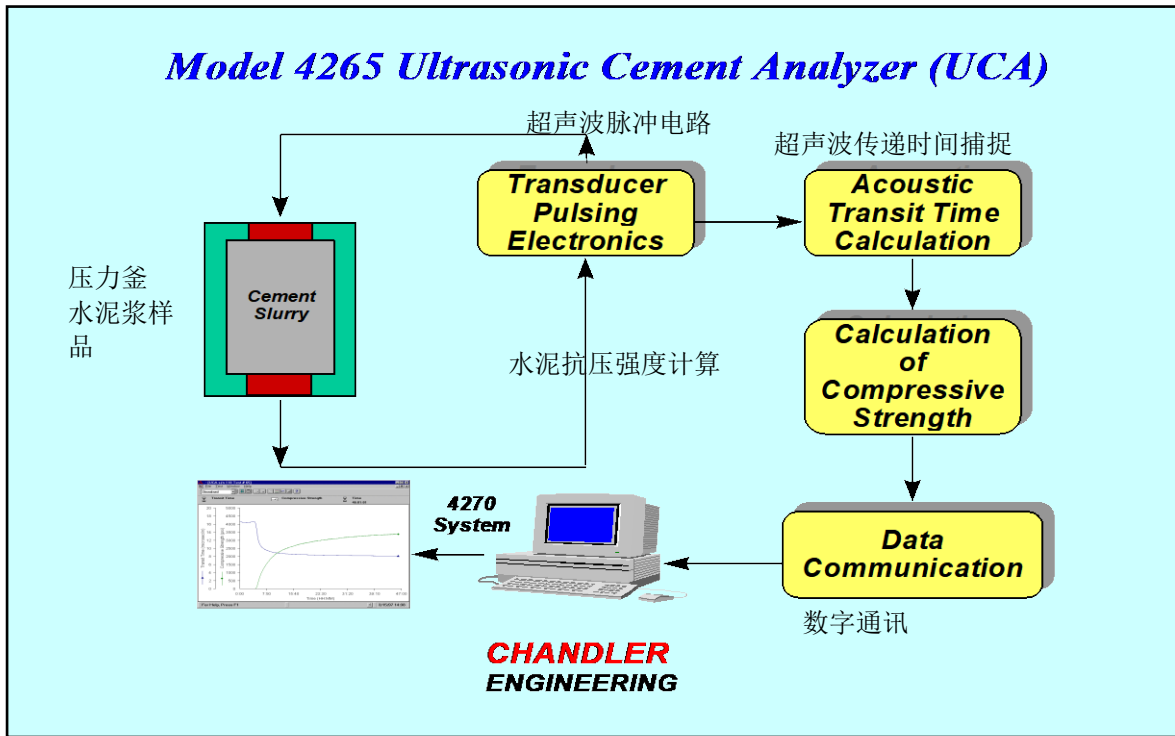 Model 4265 Ultrasonic Cement Analyzer (UCA)
超声波脉冲电路
超声波传递时间捕捉
Transducer
Pulsing
Electronics
Acoustic
Transit Time
Calculation
压力釜
水泥浆样
品
Cement
Slurry
水泥抗压强度计算
Calculation
of
Compressive
Strength
4270
System
Data
Communication
数字通讯
CHANDLER
ENGINEERING